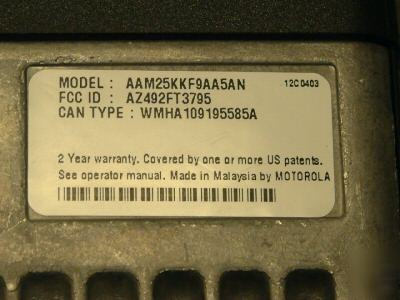 MODEL : AAM25KKF9AA5AN 12C0403
FCC ID : AZ492FT3795
CAN TYPE : WMHA109195585A
2 Year warranty. Covered by one or more US patents.
See operator manual. Made in Malaysia by MOTOROLA